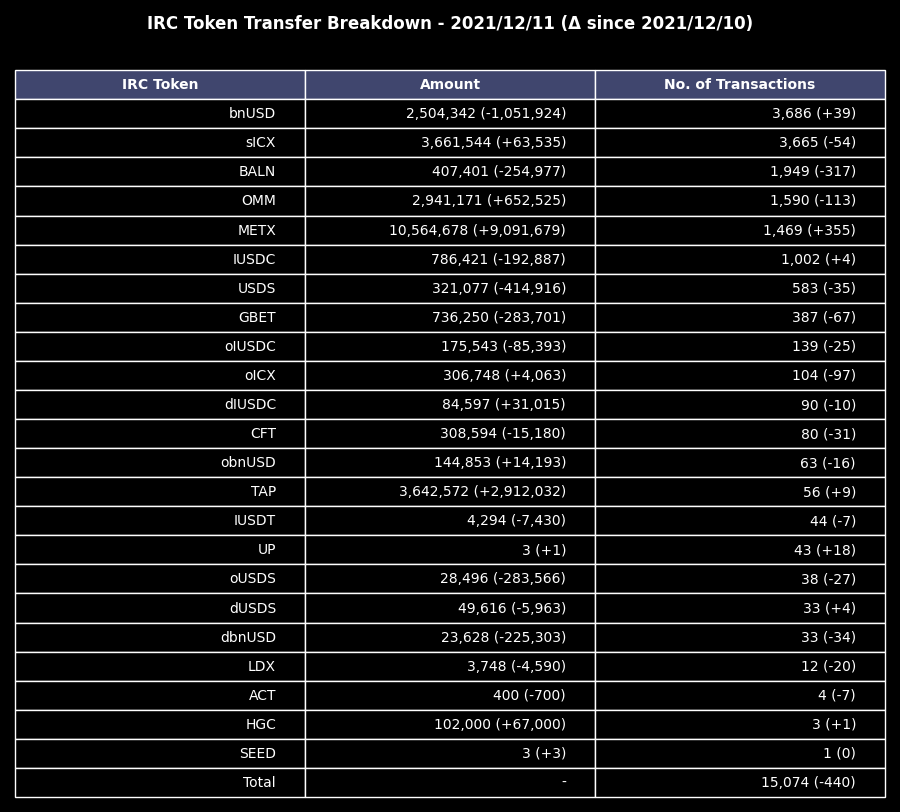 IRC Token Transfer Breakdown - 2021/12/11 (Δ since 2021/12/10)
IRC Token Amount No. of Transactions
bnUSD 2,504,342 (-1,051,924) 3,686 (+39)
sICX 3,661,544 (+63,535) 3,665 (-54)
BALN 407,401 (-254,977) 1,949 (-317)
OMM 2,941,171 (+652,525) 1,590 (-113)
METX 10,564,678 (+9,091,679) 1,469 (+355)
IUSDC 786,421 (-192,887) 1,002 (+4)
USDS 321,077 (-414,916) 583 (-35)
GBET 736,250 (-283,701) 387 (-67)
oIUSDC 175,543 (-85,393) 139 (-25)
oICX 306,748 (+4,063) 104 (-97)
dIUSDC 84,597 (+31,015) 90 (-10)
CFT 308,594 (-15,180) 80 (-31)
obnUSD 144,853 (+14,193) 63 (-16)
TAP 3,642,572 (+2,912,032) 56 (+9)
IUSDT 4,294 (-7,430) 44 (-7)
UP 3 (+1) 43 (+18)
oUSDS 28,496 (-283,566) 38 (-27)
dUSDS 49,616 (-5,963) 33 (+4)
dbnUSD 23,628 (-225,303) 33 (-34)
LDX 3,748 (-4,590) 12 (-20)
ACT 400 (-700) 4 (-7)
HGC 102,000 (+67,000) 3 (+1)
SEED 3 (+3) 1 (0)
Total - 15,074 (-440)